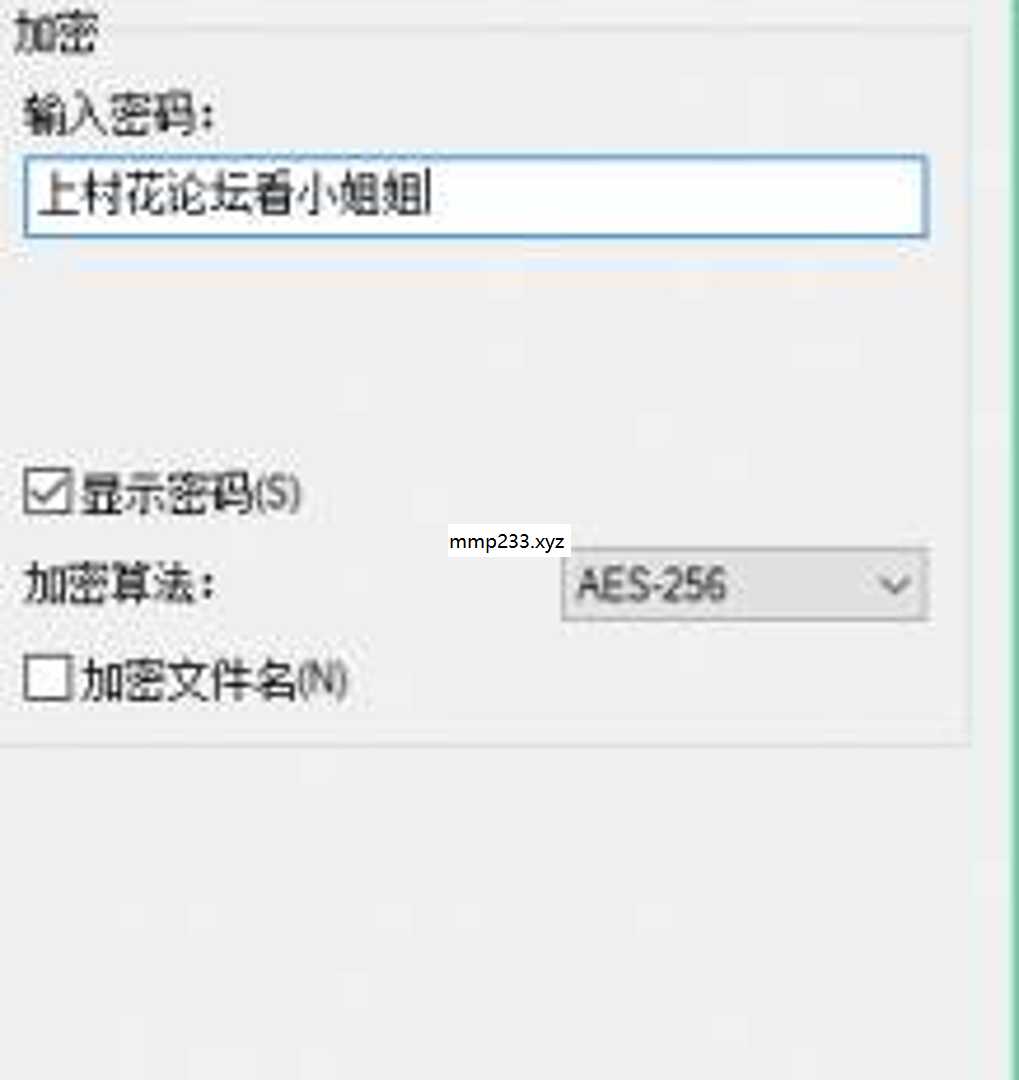 加密
输入密码：
上村花论坛看小姐姐
显示密码(S)
mmp233.xyz
加密算法：
AES-256
加密文件名(N)